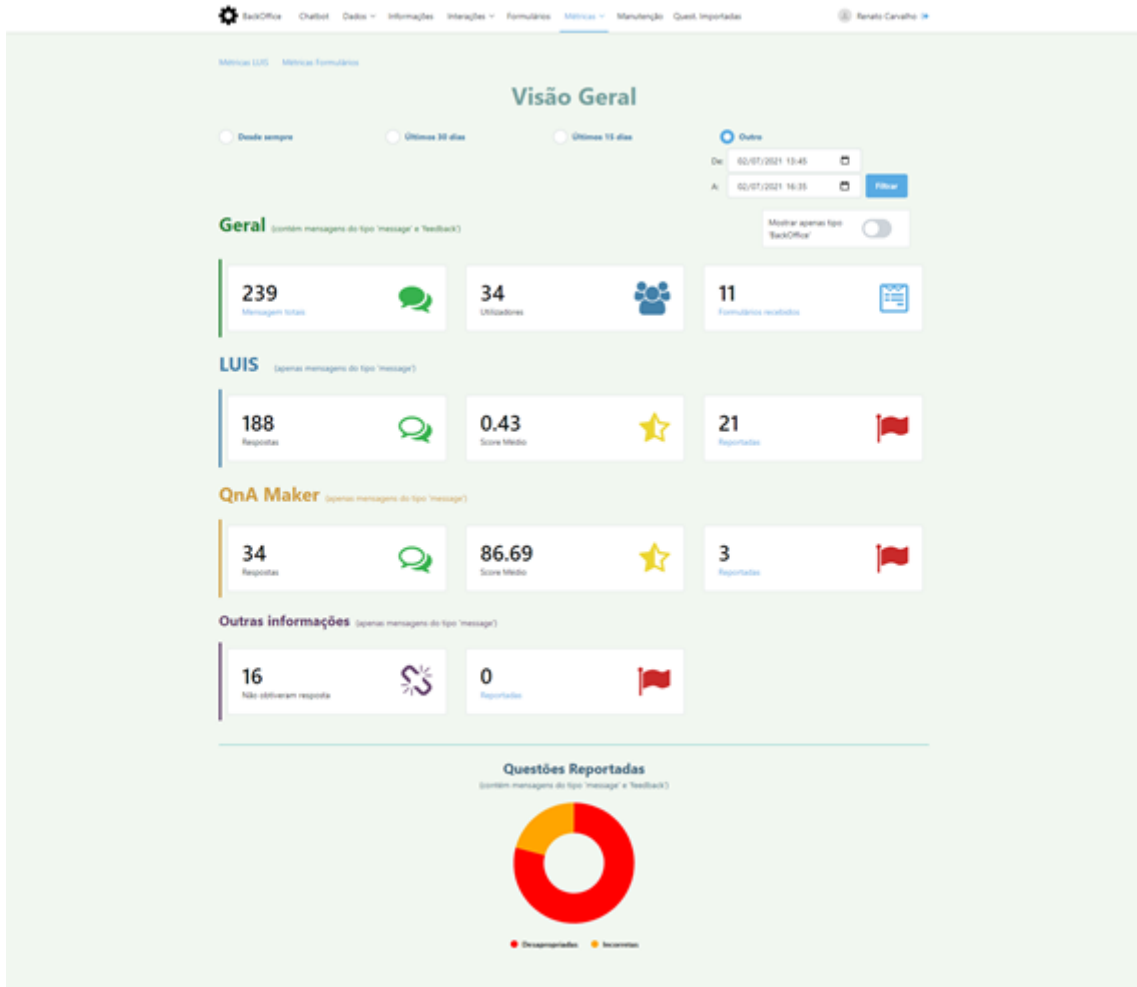 BackOffice Chatbot Dados Informações Interações Formulários Métricas Manutenção Quest. Importadas Renato Carvalho
Métricas LUIS Métricas Formulários
Visão Geral
Desde sempre Últimos 30 dias Últimos 15 dias Outro
De: 02/07/2021 13:45
A: 02/07/2021 16:35 Filtrar
Geral (contém mensagens do tipo 'message' e 'feedback')
Mostrar apenas tipo
'BackOffice'
239 34 11
Mensagem totais Utilizadores Formulários recebidos
LUIS (apenas mensagens do tipo 'message')
188 0.43 21
Respostas Score Médio Reportadas
QnA Maker (apenas mensagens do tipo 'message')
34 86.69 3
Respostas Score Médio Reportadas
Outras informações (apenas mensagens do tipo 'message')
16 0
Não obtiveram resposta Reportadas
Questões Reportadas
(contém mensagens do tipo 'message' e 'feedback')
Desapropriadas Incorretas